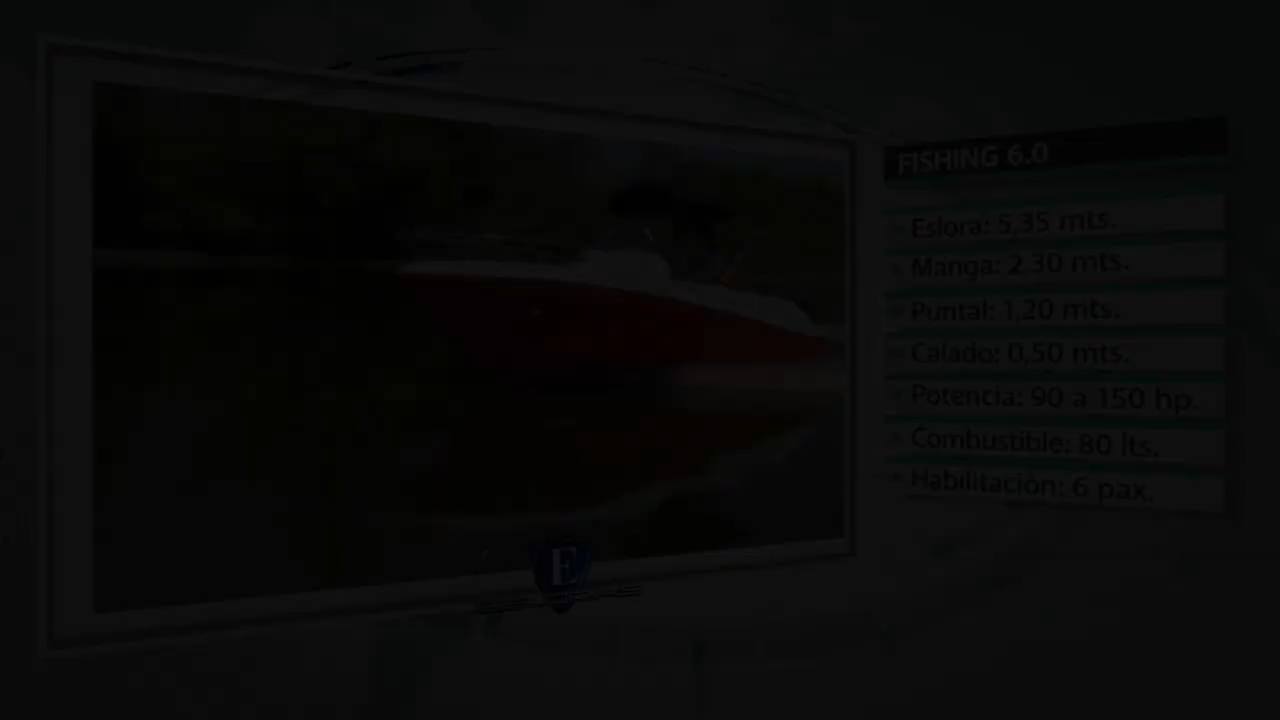 FISHING 6.0
Eslora: 5,35 mts.
Manga: 2,30 mts.
Puntal: 1,20 mts.
Calado: 0,50 mts.
Potencia: 90 a 150 hp.
Combustible: 80 lts.
Habilitación: 6 pax.
E